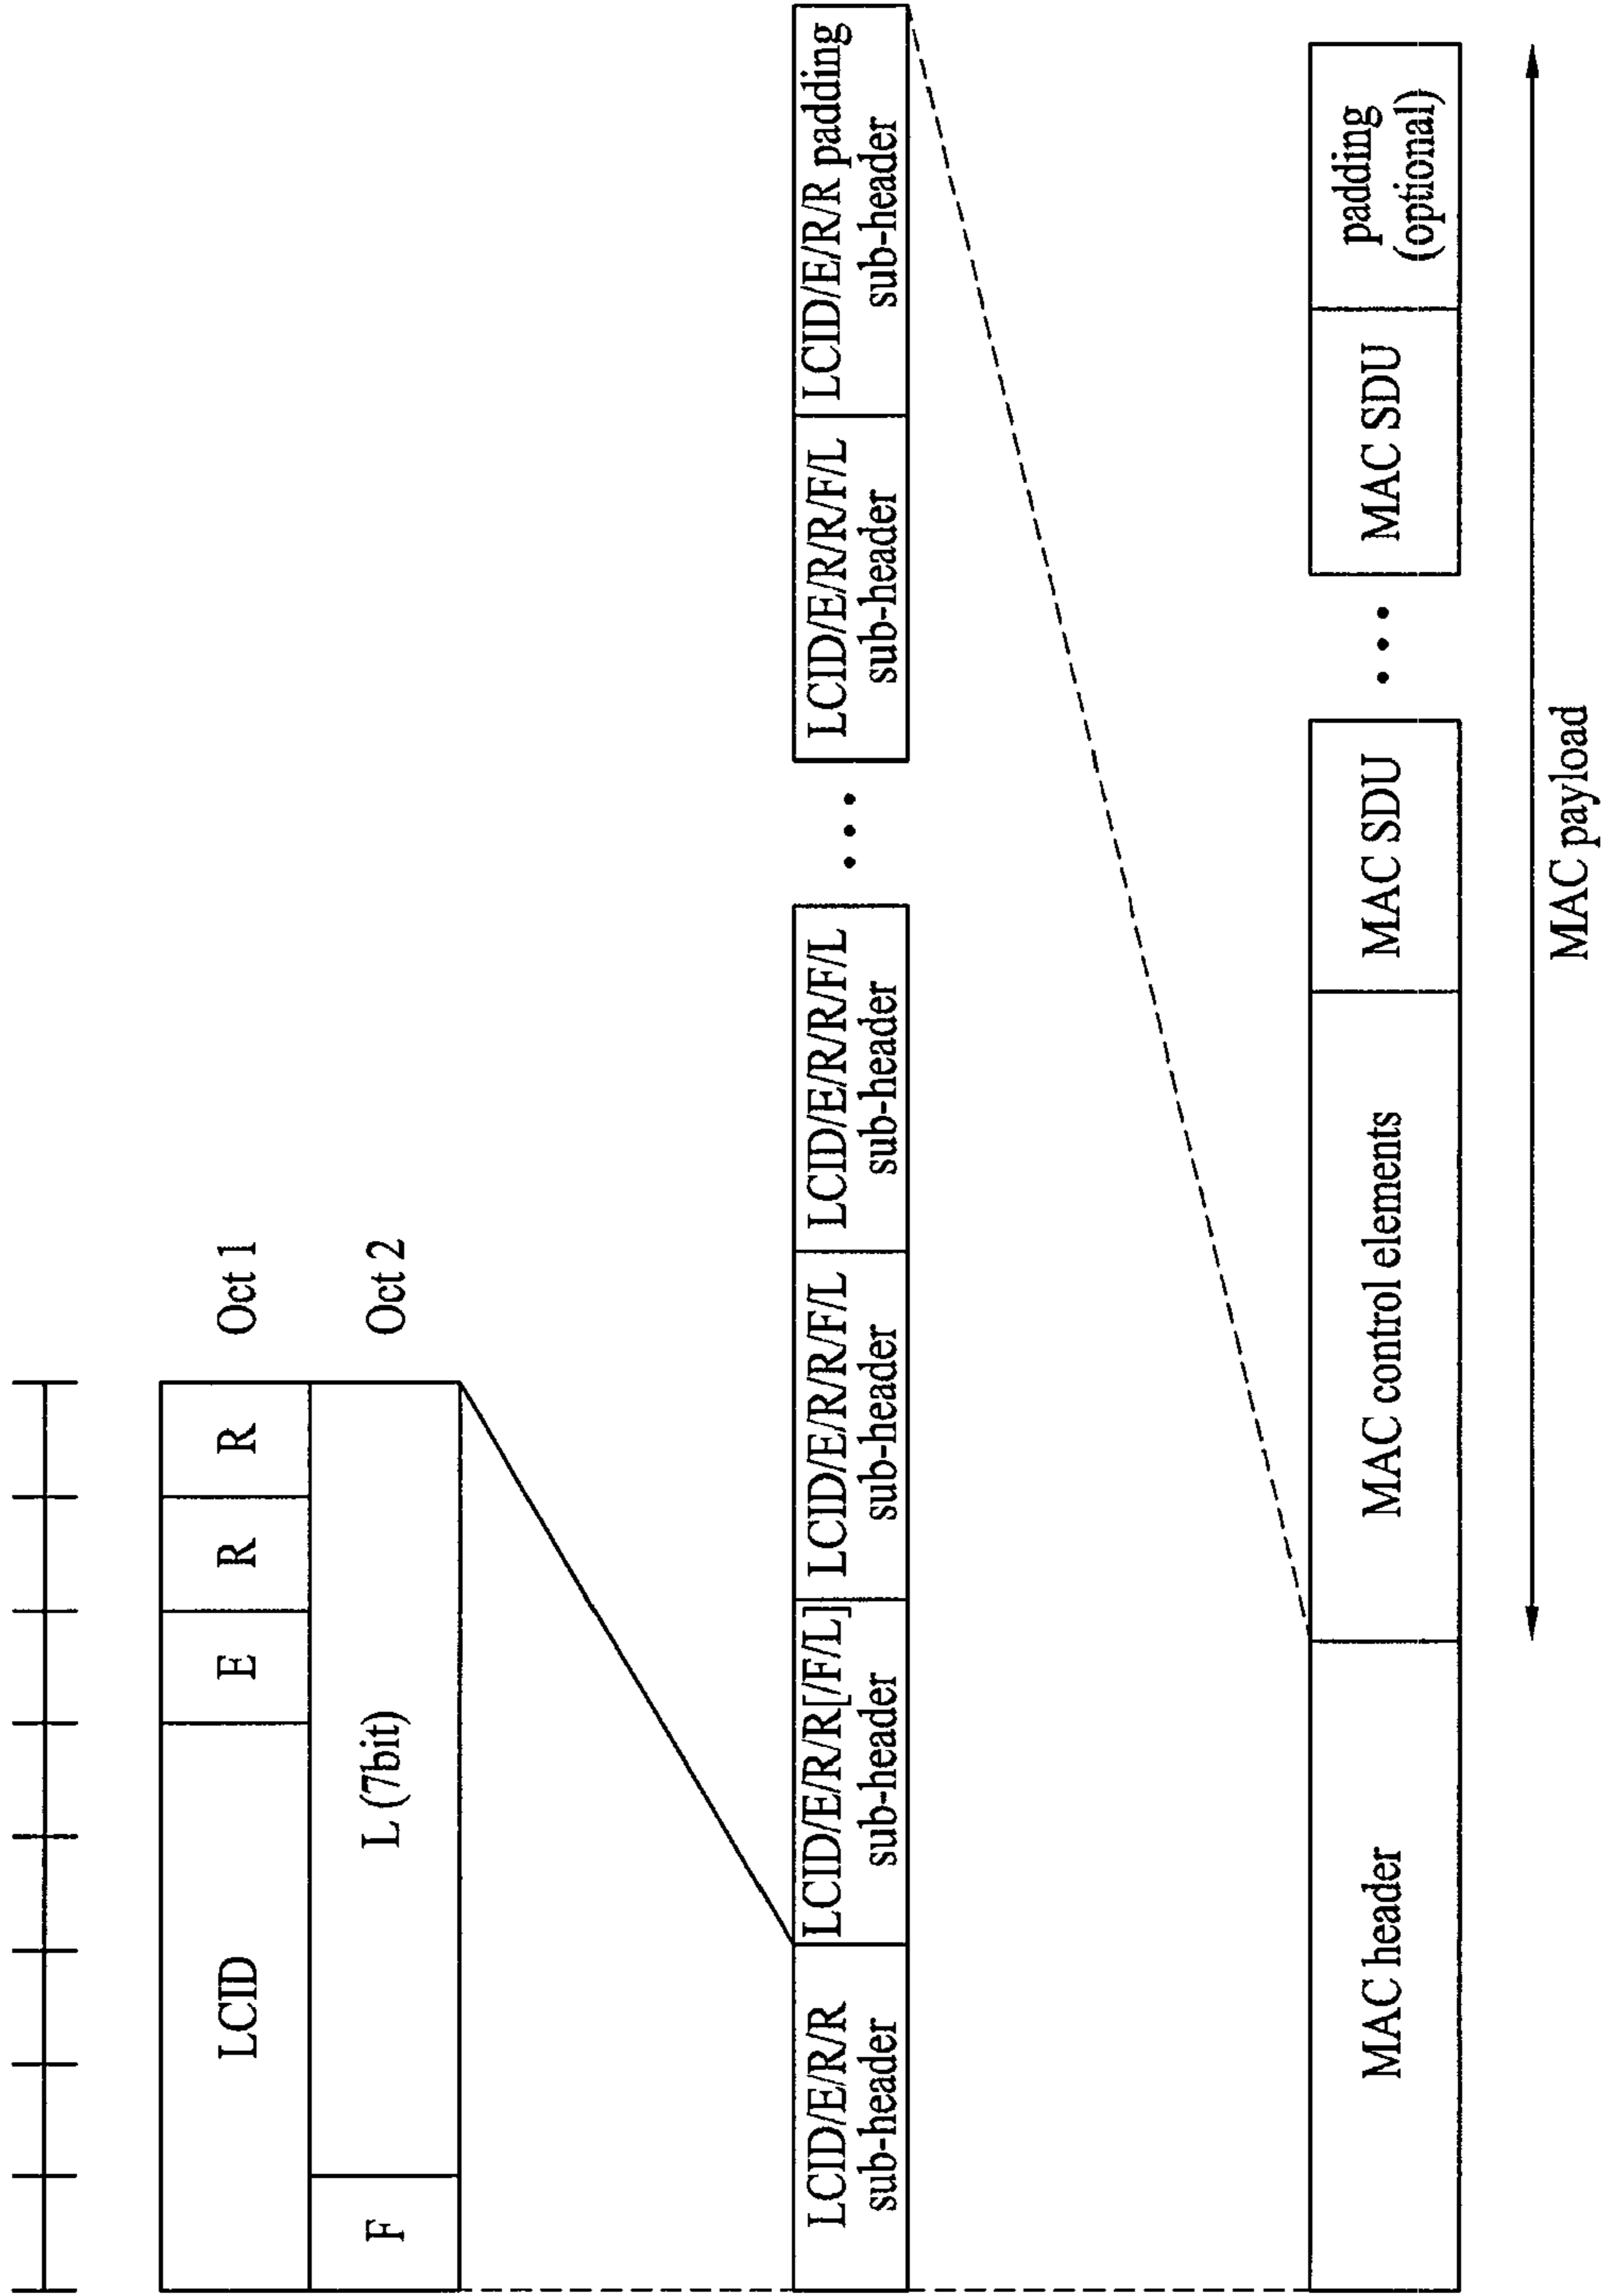 LCID
E
R
R
Oct 1
F
L (7bit)
Oct 2
LCID/E/R/R
sub-header
LCID/E/R/R[/F/L]
sub-header
LCID/E/R/R/F/L
sub-header
LCID/E/R/R/F/L
sub-header
LCID/E/R/R/F/L
sub-header
LCID/E/R/R padding
sub-header
MAC header
MAC control elements
MAC SDU
MAC SDU
padding
(optional)
MAC payload